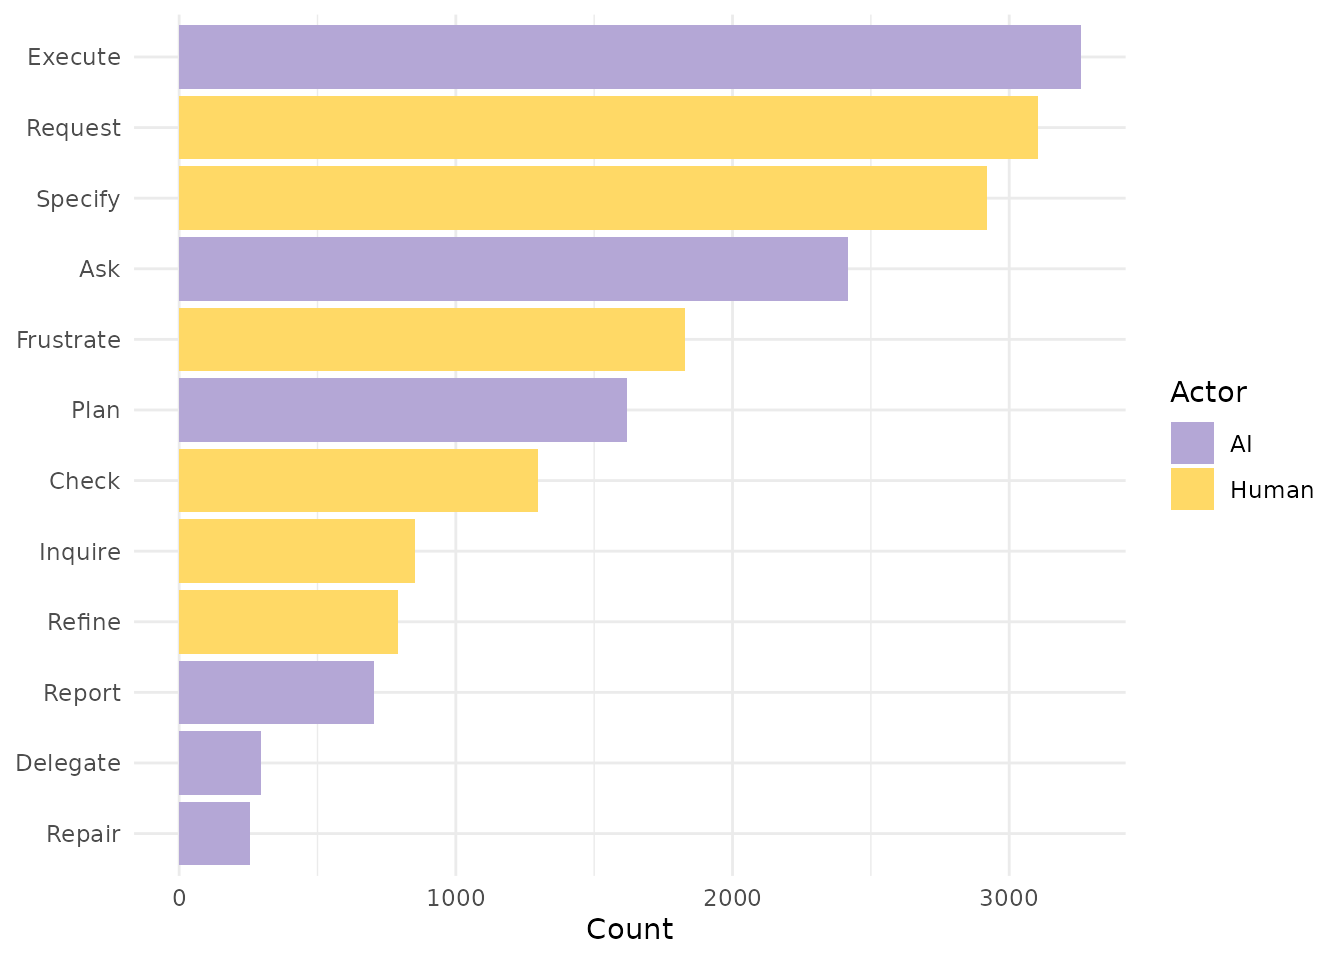 Execute
Request
Specify
Ask
Frustrate
Plan
Check
Inquire
Refine
Report
Delegate
Repair
0 1000 2000 3000
Count
Actor
AI
Human